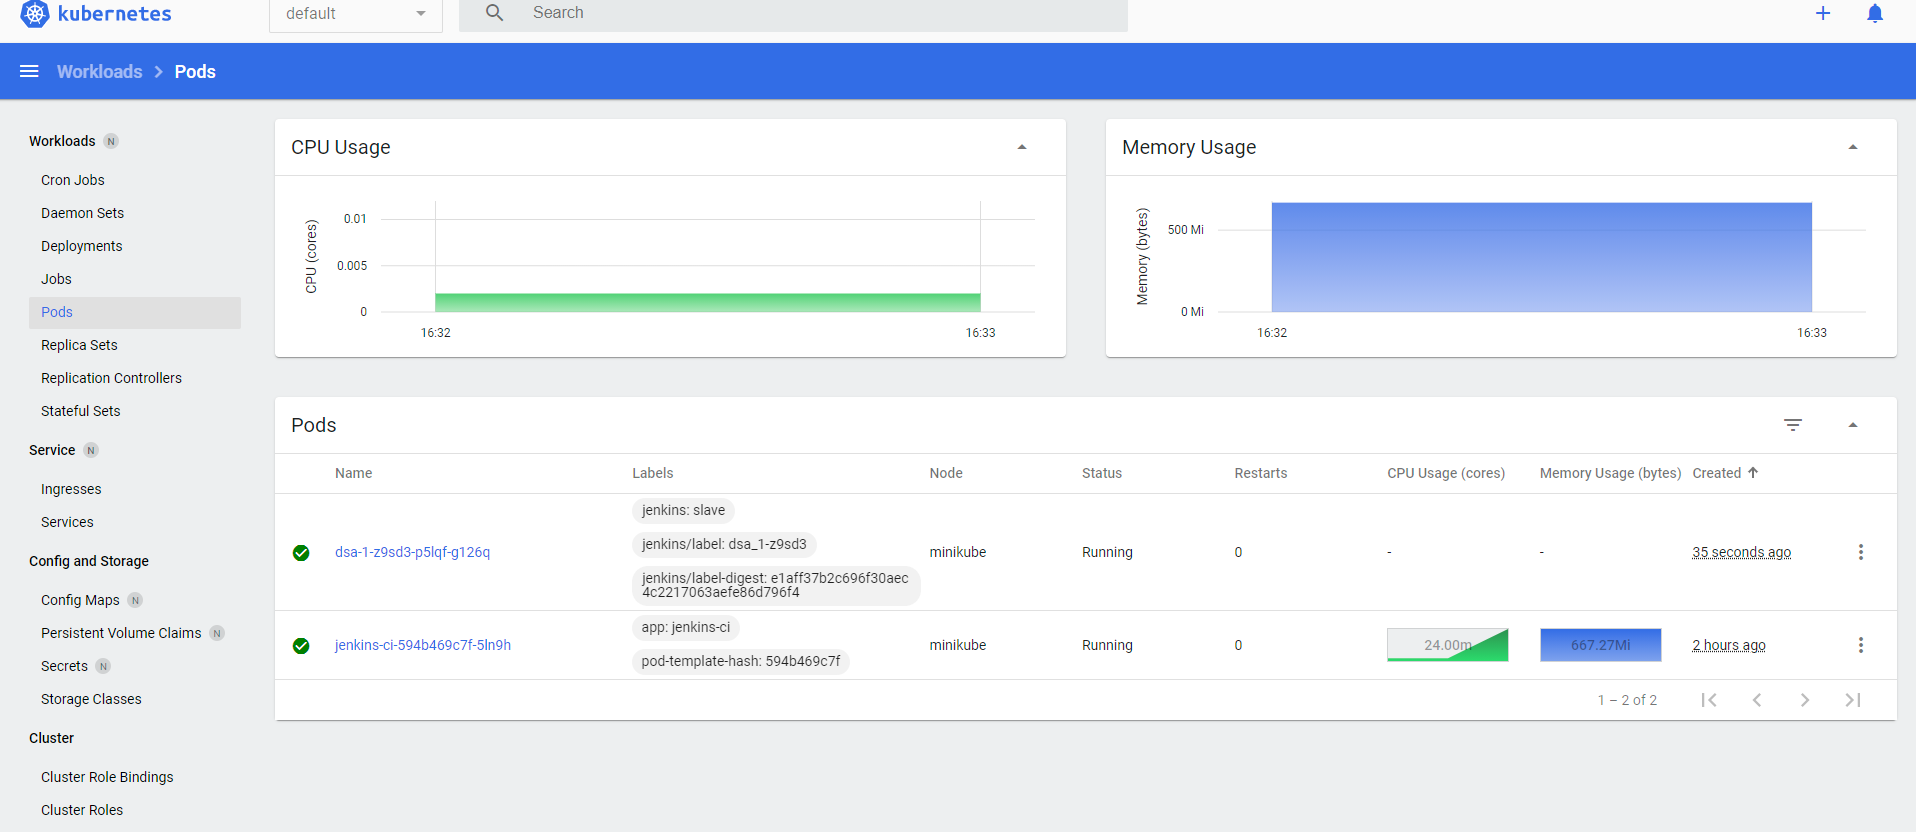 kubernetes
default
Search
Workloads > Pods
Workloads N
Cron Jobs
Daemon Sets
Deployments
Jobs
Pods
Replica Sets
Replication Controllers
Stateful Sets
Service N
Ingresses
Services
Config and Storage
Config Maps N
Persistent Volume Claims N
Secrets N
Storage Classes
Cluster
Cluster Role Bindings
Cluster Roles
CPU Usage
CPU (cores)
0.01
0.005
0
16:32 16:33
Memory Usage
Memory (bytes)
500 Mi
0 Mi
16:32 16:33
Pods
Name Labels Node Status Restarts CPU Usage (cores) Memory Usage (bytes) Created
jenkins: slave
jenkins/label: dsa_1-z9sd3
dsa-1-z9sd3-p5lqf-g126q minikube Running 0 - - 35 seconds ago
jenkins/label-digest: e1aff37b2c696f30aec
4c2217063aefe86d796f4
app: jenkins-ci
jenkins-ci-594b469c7f-5ln9h minikube Running 0 24.00m 667.27Mi 2 hours ago
pod-template-hash: 594b469c7f
1 – 2 of 2